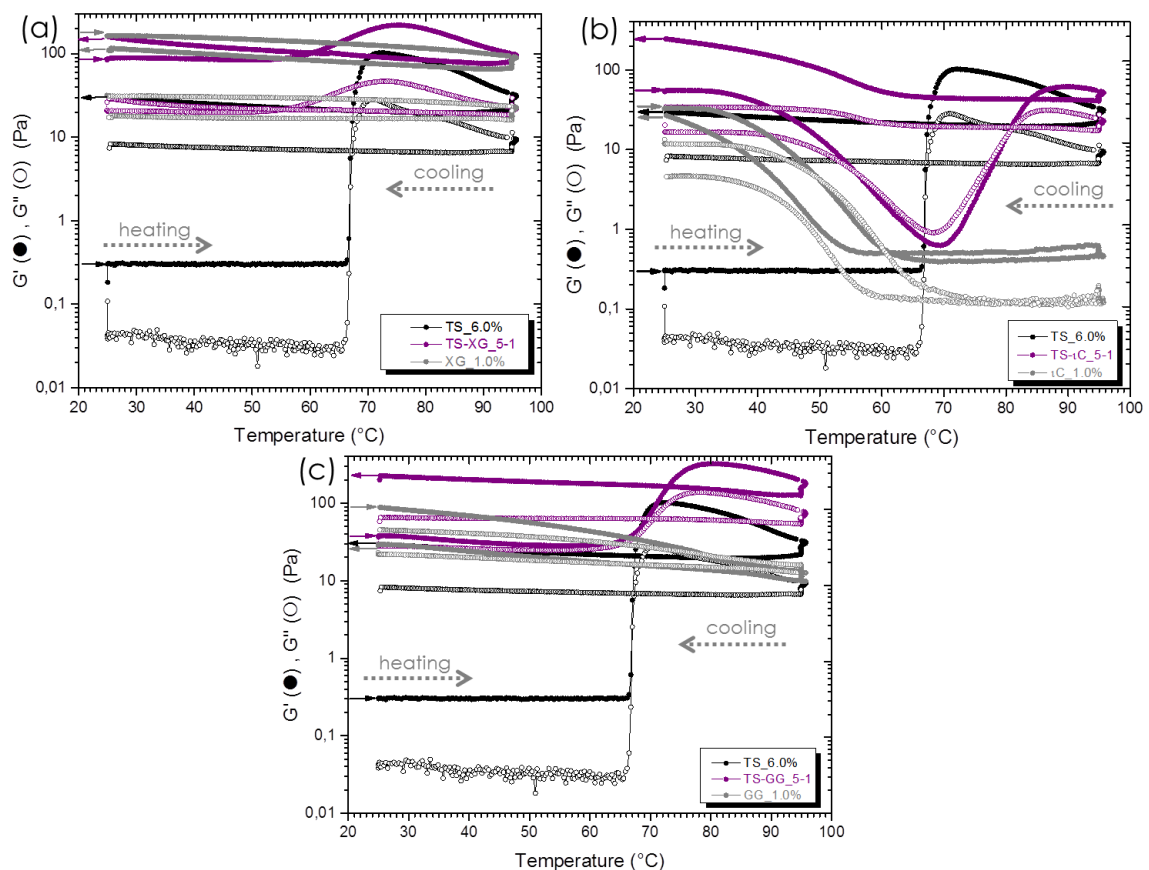 (a)
100
10
1
0,1
0,01
G' (●), G'' (○) (Pa)
cooling
heating
TS_6.0%
TS-XG_5-1
XG_1.0%
20 30 40 50 60 70 80 90 100
Temperature (°C)
(b)
100
10
1
0,1
0,01
G' (●), G'' (○) (Pa)
cooling
heating
TS_6.0%
TS-ιC_5-1
ιC_1.0%
20 30 40 50 60 70 80 90 100
Temperature (°C)
(c)
100
10
1
0,1
0,01
G' (●), G'' (○) (Pa)
cooling
heating
TS_6.0%
TS-GG_5-1
GG_1.0%
20 30 40 50 60 70 80 90 100
Temperature (°C)